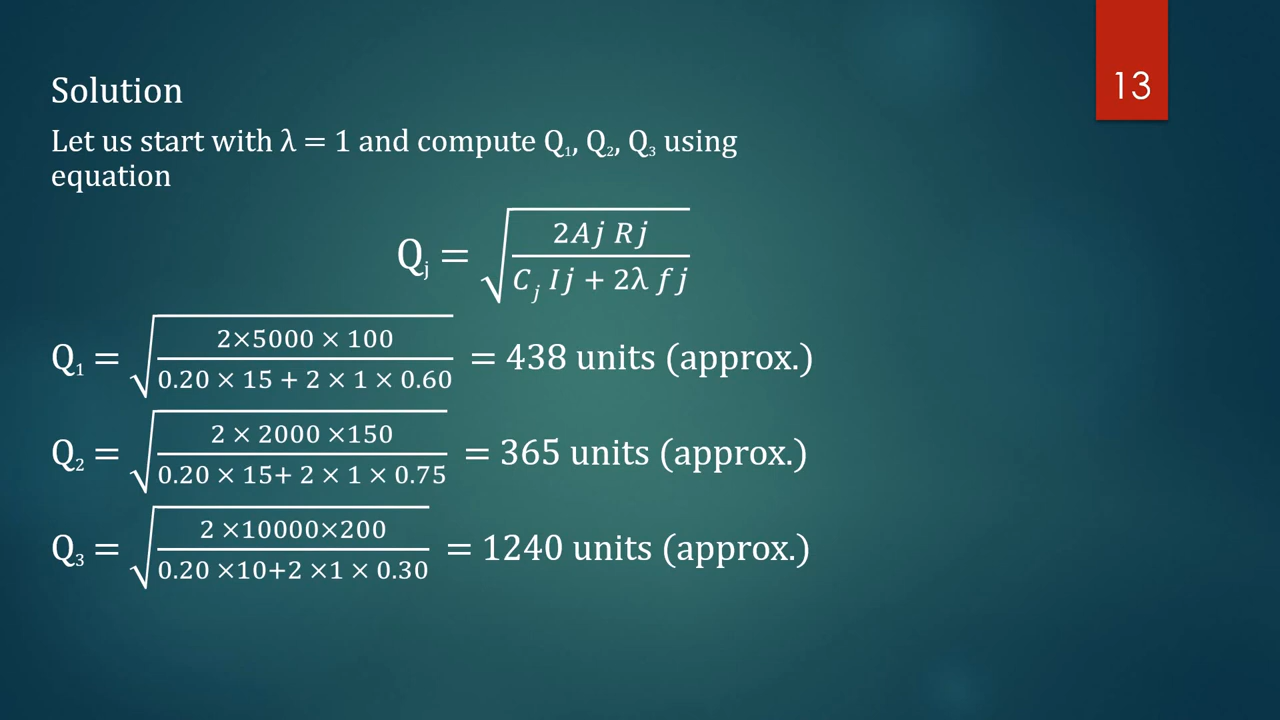 13
Solution
Let us start with λ = 1 and compute Q₁, Q₂, Q₃ using
equation
Qⱼ = √(2Aj Rj / (Cⱼ Ij + 2λ fj))
Q₁ = √(2×5000 × 100 / (0.20 × 15 + 2 × 1 × 0.60)) = 438 units (approx.)
Q₂ = √(2 × 2000 ×150 / (0.20 × 15+ 2 × 1 × 0.75)) = 365 units (approx.)
Q₃ = √(2 ×10000×200 / (0.20 ×10+2 ×1 × 0.30)) = 1240 units (approx.)